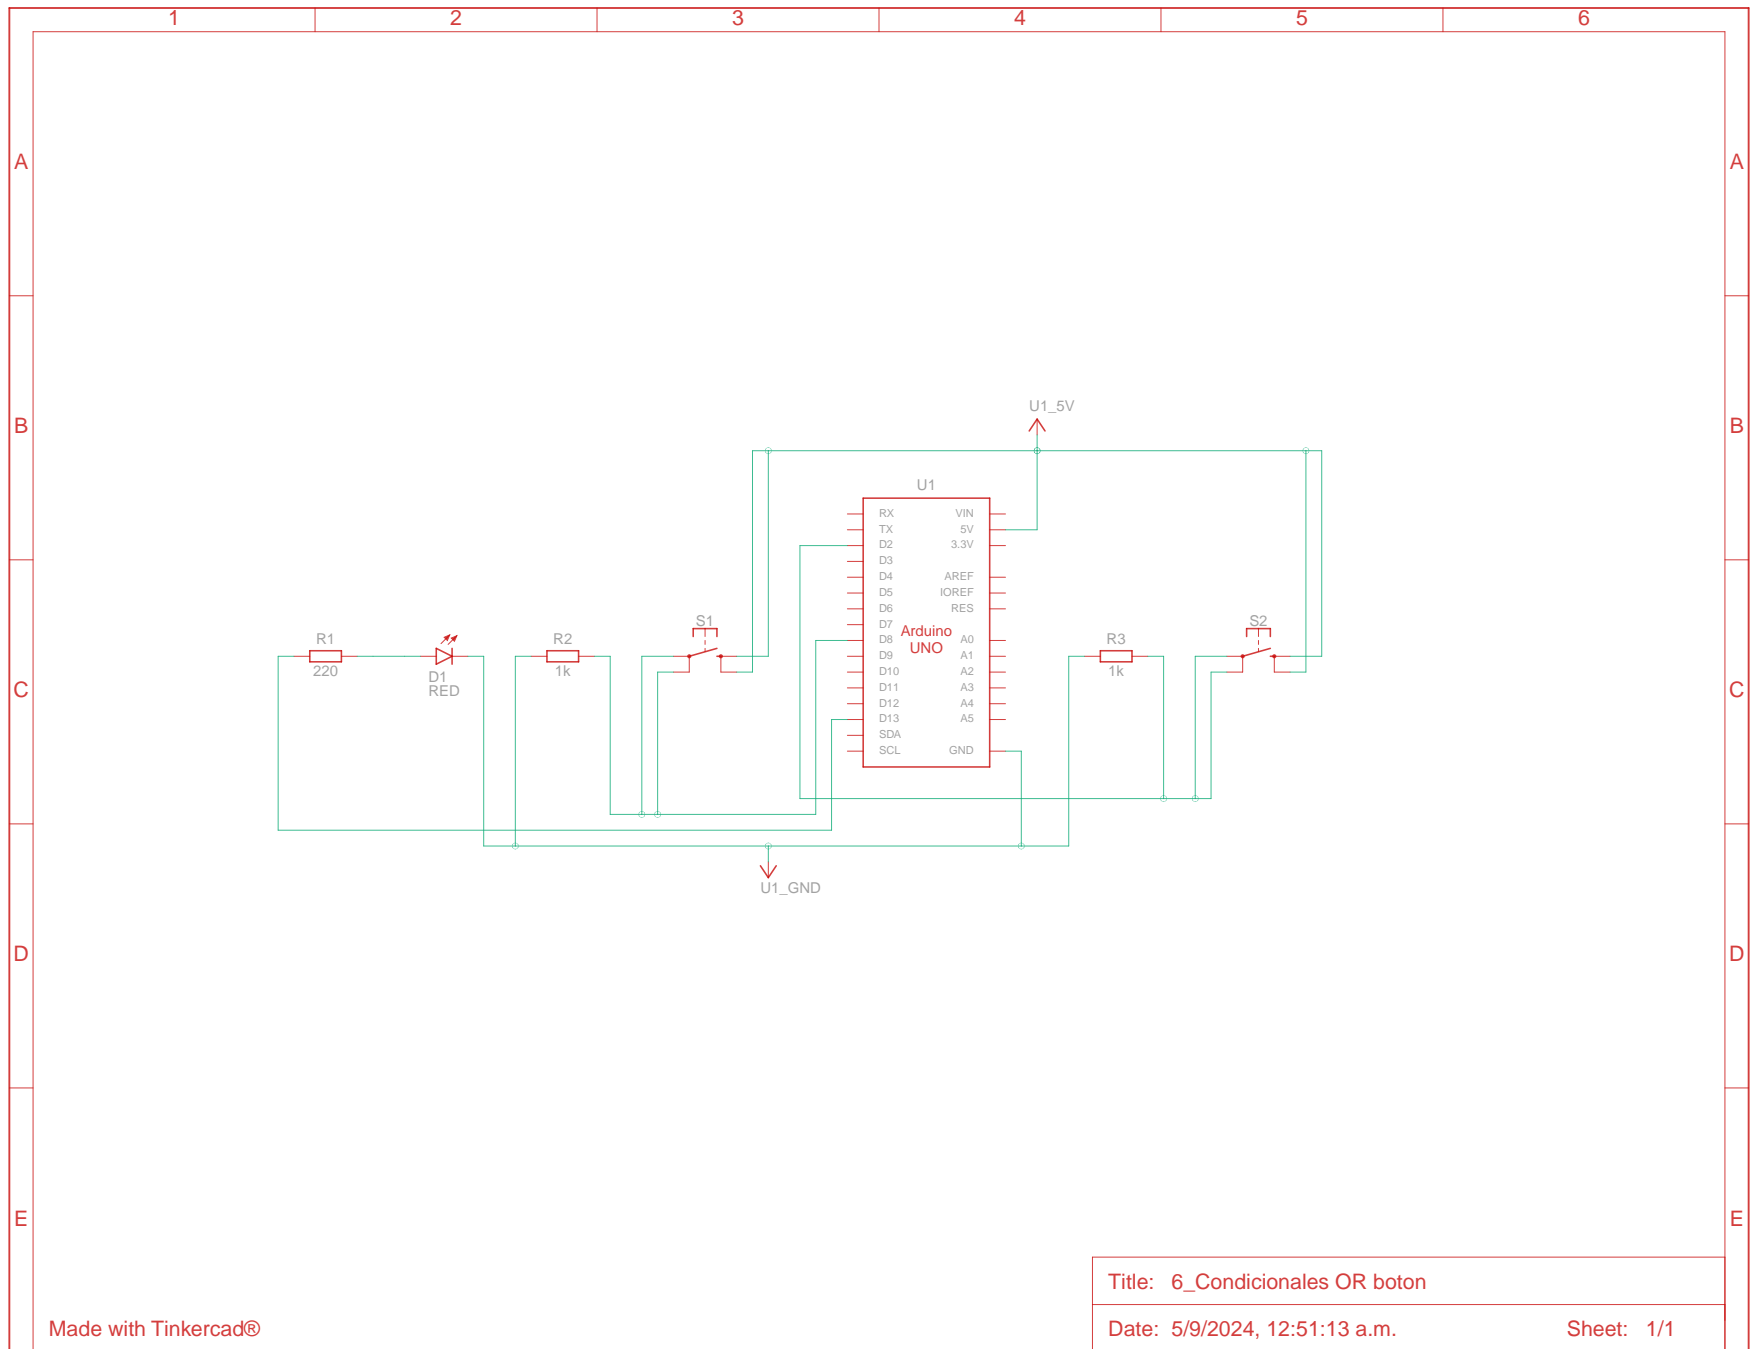 1 2 3 4 5 6
A A
B B
C C
D D
E E
U1_5V
U1
RX VIN
TX 5V
D2 3.3V
D3
D4 AREF
D5 IOREF
D6 RES
D7
D8 A0
D9 A1
D10 A2
D11 A3
D12 A4
D13 A5
SDA
SCL GND
Arduino
UNO
R1
220
D1
RED
R2
1k
S1
R3
1k
S2
U1_GND
Title: 6_Condicionales OR boton
Made with Tinkercad®
Date: 5/9/2024, 12:51:13 a.m. Sheet: 1/1